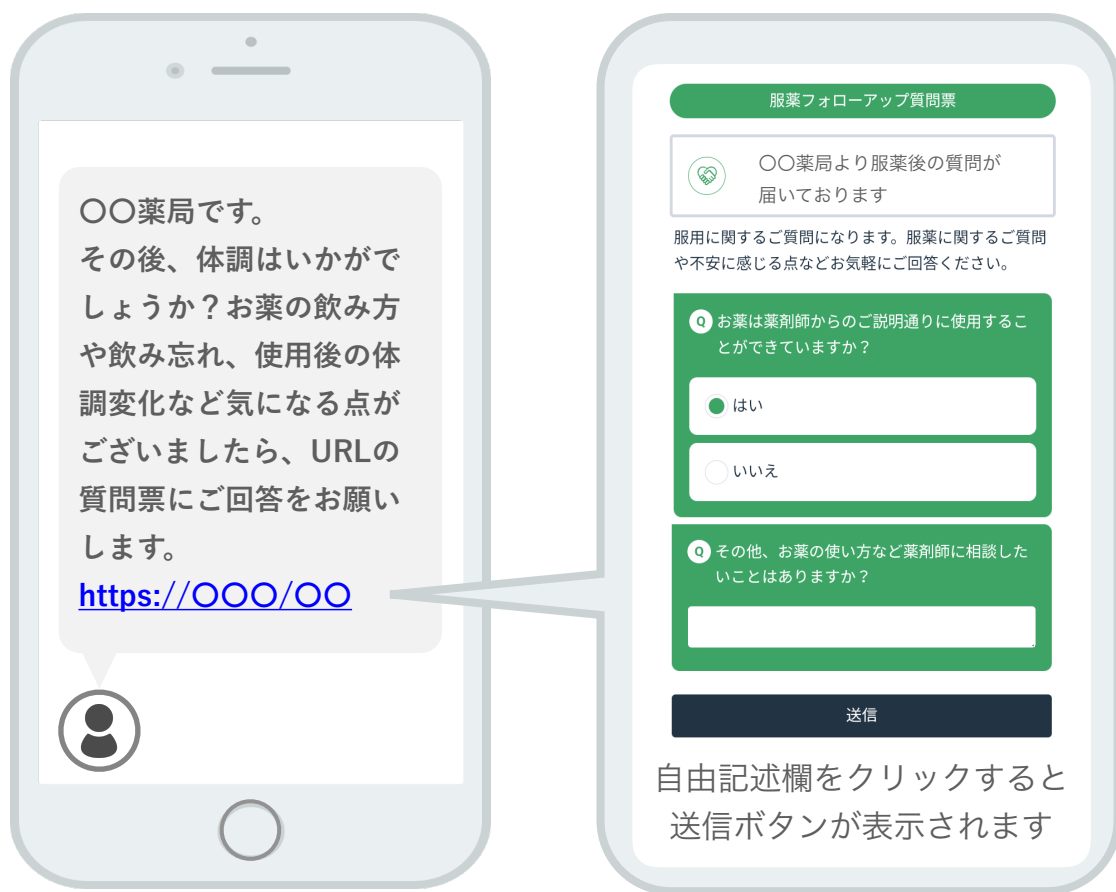 〇〇薬局です。
その後、体調はいかがで
しょうか？お薬の飲み方
や飲み忘れ、使用後の体
調変化など気になる点が
ございましたら、URLの
質問票にご回答をお願い
します。
https://〇〇〇/〇〇
服薬フォローアップ質問票
〇〇薬局より服薬後の質問が
届いております
服用に関するご質問になります。服薬に関するご質問
や不安に感じる点などお気軽にご回答ください。
Q お薬は薬剤師からのご説明通りに使用するこ
とができていますか？
はい
いいえ
Q その他、お薬の使い方など薬剤師に相談した
いことはありますか？
送信
自由記述欄をクリックすると
送信ボタンが表示されます